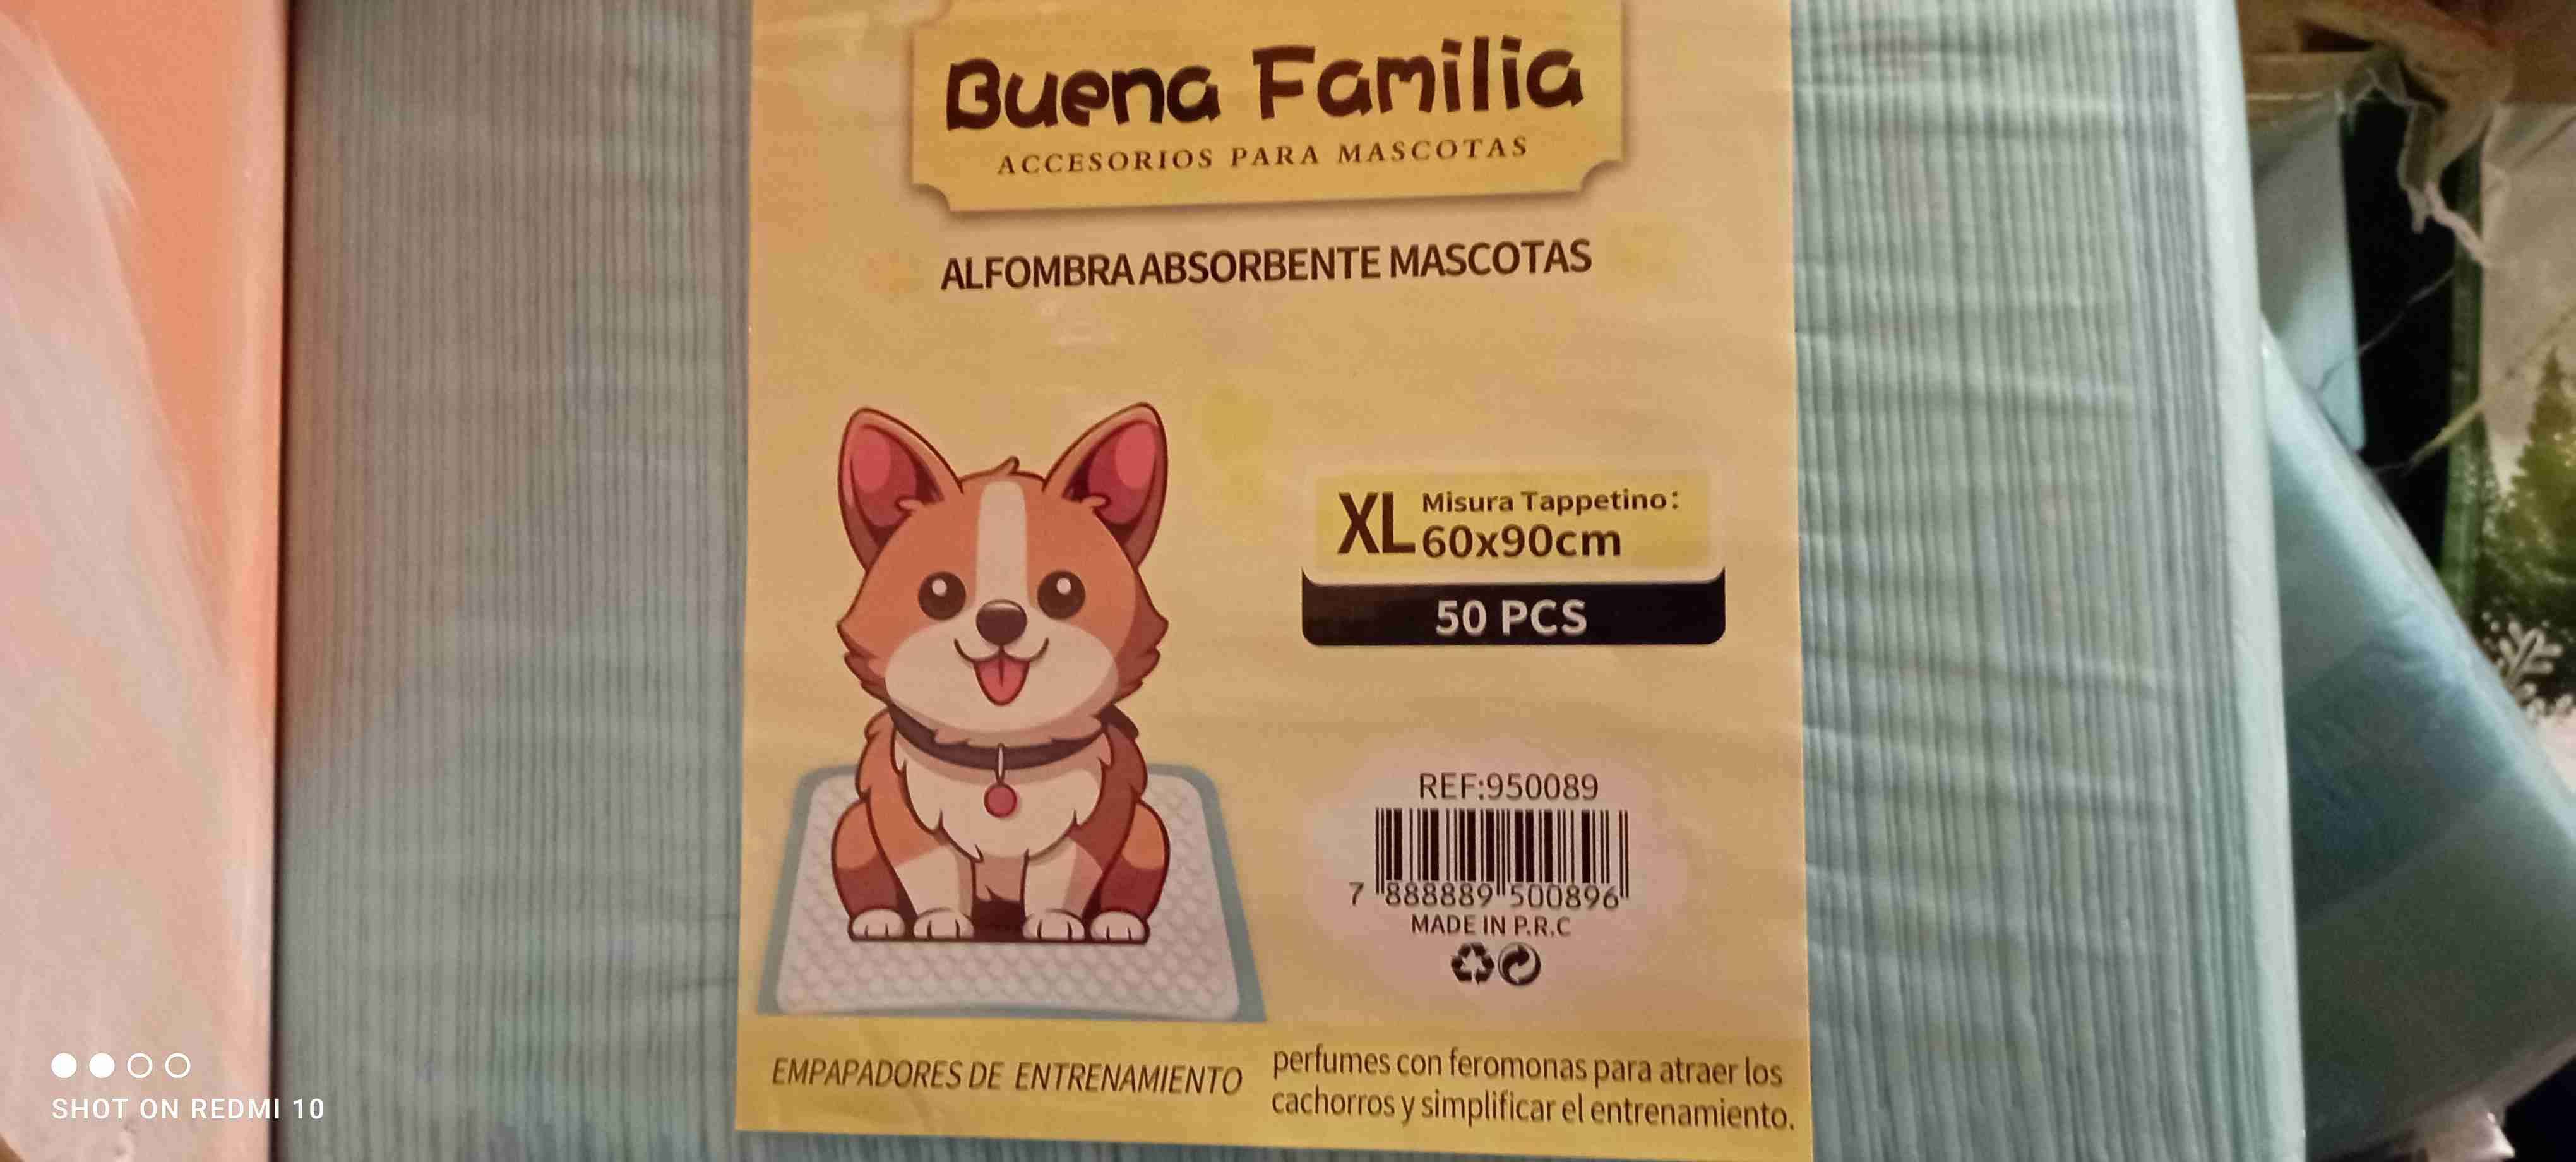 Buena Familia
ACCESORIOS PARA MASCOTAS
ALFOMBRA ABSORBENTE MASCOTAS
XL Misura Tappetino:
60x90cm
50 PCS
REF:950089
7 888889 500896
MADE IN P.R.C
EMPAPADORES DE ENTRENAMIENTO
perfumes con feromonas para atraer los
cachorros y simplificar el entrenamiento.
SHOT ON REDMI 10